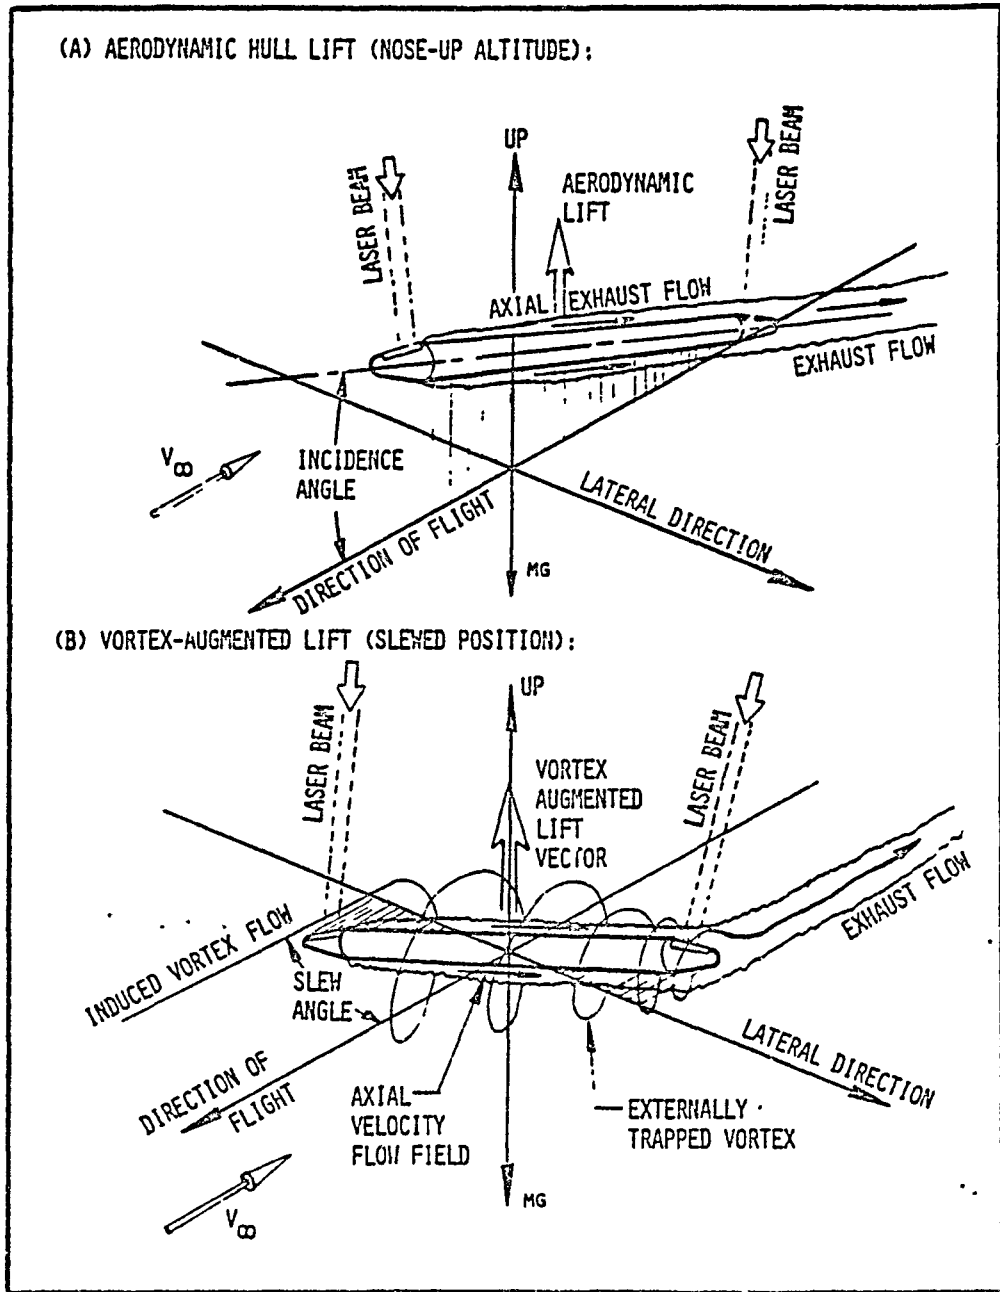 (A) AERODYNAMIC HULL LIFT (NOSE-UP ALTITUDE):
UP
LASER BEAM
LASER BEAM
AERODYNAMIC
LIFT
AXIAL EXHAUST FLOW
EXHAUST FLOW
V∞
INCIDENCE
ANGLE
LATERAL DIRECTION
DIRECTION OF FLIGHT
MG
(B) VORTEX-AUGMENTED LIFT (SLEWED POSITION):
UP
LASER BEAM
LASER BEAM
VORTEX
AUGMENTED
LIFT
VECTOR
EXHAUST FLOW
INDUCED VORTEX FLOW
SLEW
ANGLE
LATERAL DIRECTION
DIRECTION OF
FLIGHT
AXIAL
VELOCITY
FLOW FIELD
EXTERNALLY
TRAPPED VORTEX
MG
V∞